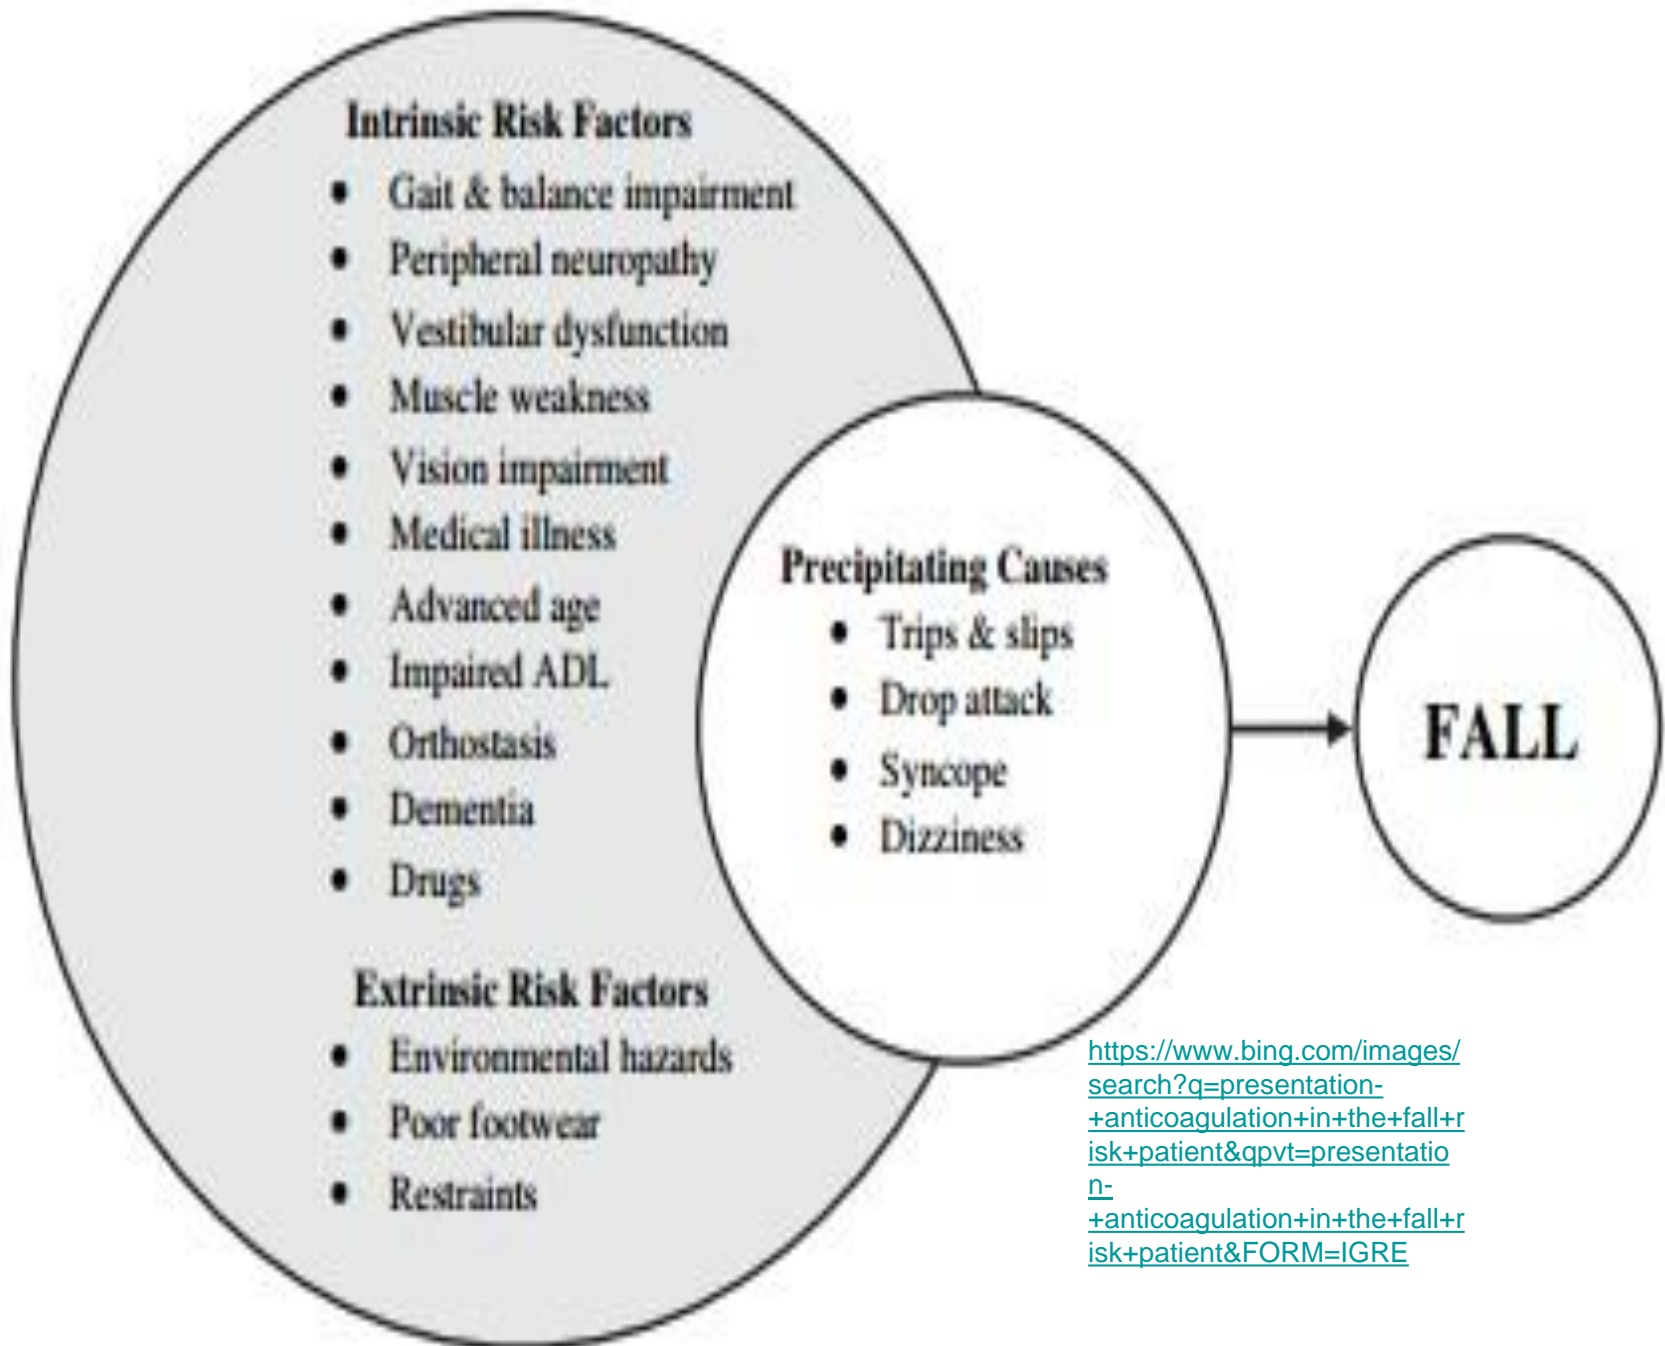 Intrinsic Risk Factors
• Gait & balance impairment
• Peripheral neuropathy
• Vestibular dysfunction
• Muscle weakness
• Vision impairment
• Medical illness
• Advanced age
• Impaired ADL
• Orthostasis
• Dementia
• Drugs
Extrinsic Risk Factors
• Environmental hazards
• Poor footwear
• Restraints
Precipitating Causes
• Trips & slips
• Drop attack
• Syncope
• Dizziness
FALL
https://www.bing.com/images/
search?q=presentation-
+anticoagulation+in+the+fall+r
isk+patient&qpvt=presentatio
n-
+anticoagulation+in+the+fall+r
isk+patient&FORM=IGRE